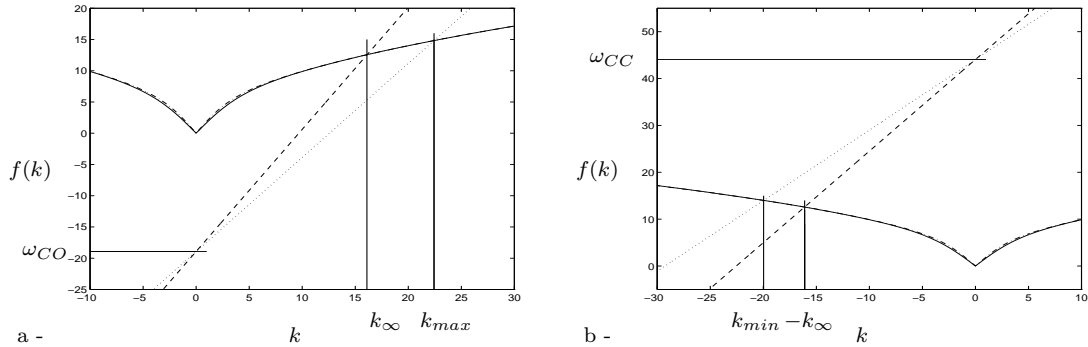 20
15
10
5
0
−5
−10
−15
−20
−25
f(k)
ω_CO
−10 −5 0 5 10 15 20 25 30
k_∞ k_max
a - k
50
40
30
20
10
0
f(k)
ω_CC
−30 −25 −20 −15 −10 −5 0 5 10
k_min −k_∞
b - k